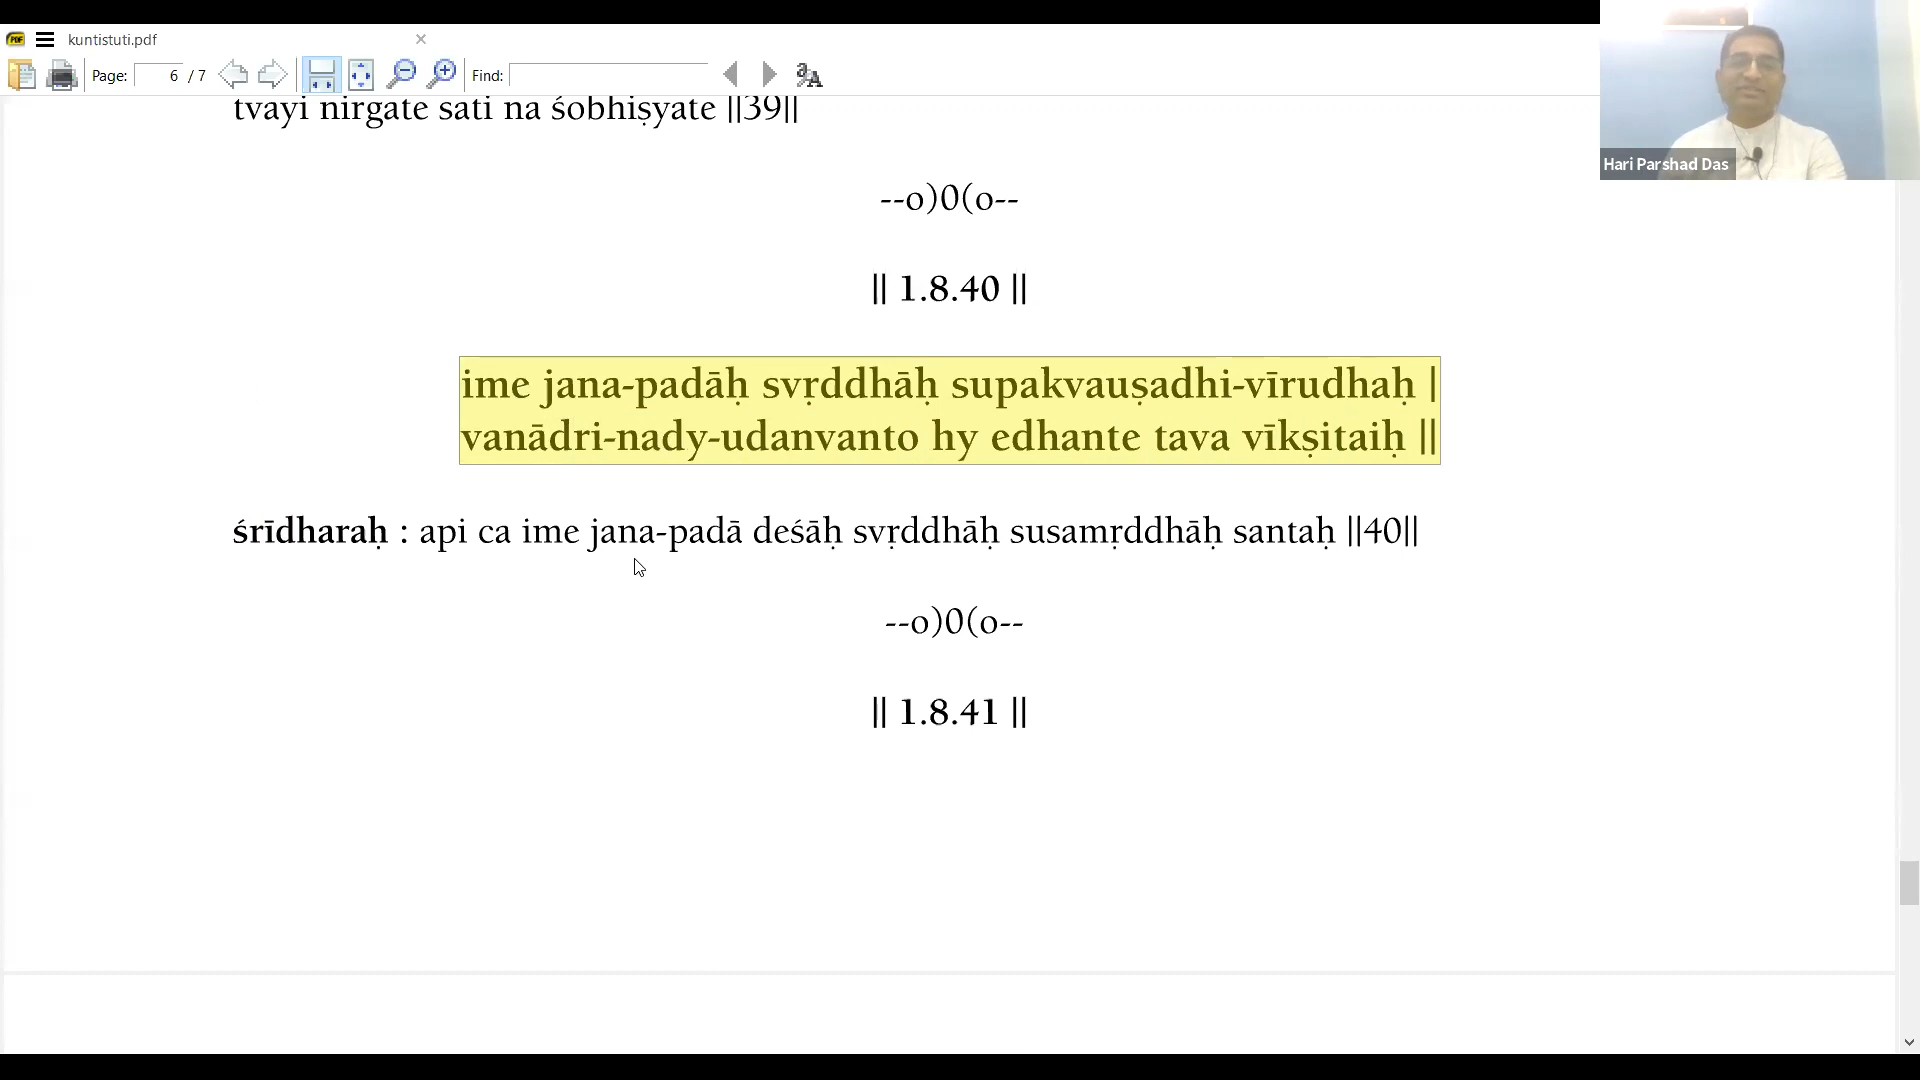 kuntistuti.pdf
Page: 6 / 7 Find:
tvayi nirgate sati na śobhiṣyate ||39||
Hari Parshad Das
--o)0(o--
|| 1.8.40 ||
ime jana-padāḥ svṛddhāḥ supakvauṣadhi-vīrudhaḥ |
vanādri-nady-udanvanto hy edhante tava vīkṣitaiḥ ||
śrīdharaḥ : api ca ime jana-padā deśāḥ svṛddhāḥ susamṛddhāḥ santaḥ ||40||
--o)0(o--
|| 1.8.41 ||